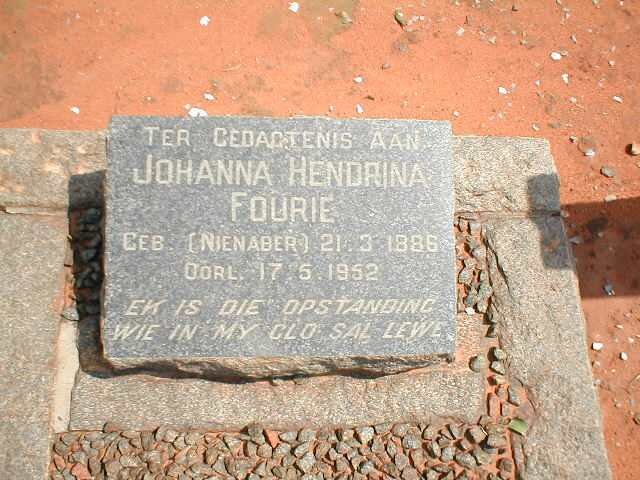 TER GEDAGTENIS AAN
JOHANNA HENDRINA
FOURIE
GEB. (NIENABER) 21.3.1886
OORL. 17.5.1952
EK IS DIE OPSTANDING
WIE IN MY GLO SAL LEWE